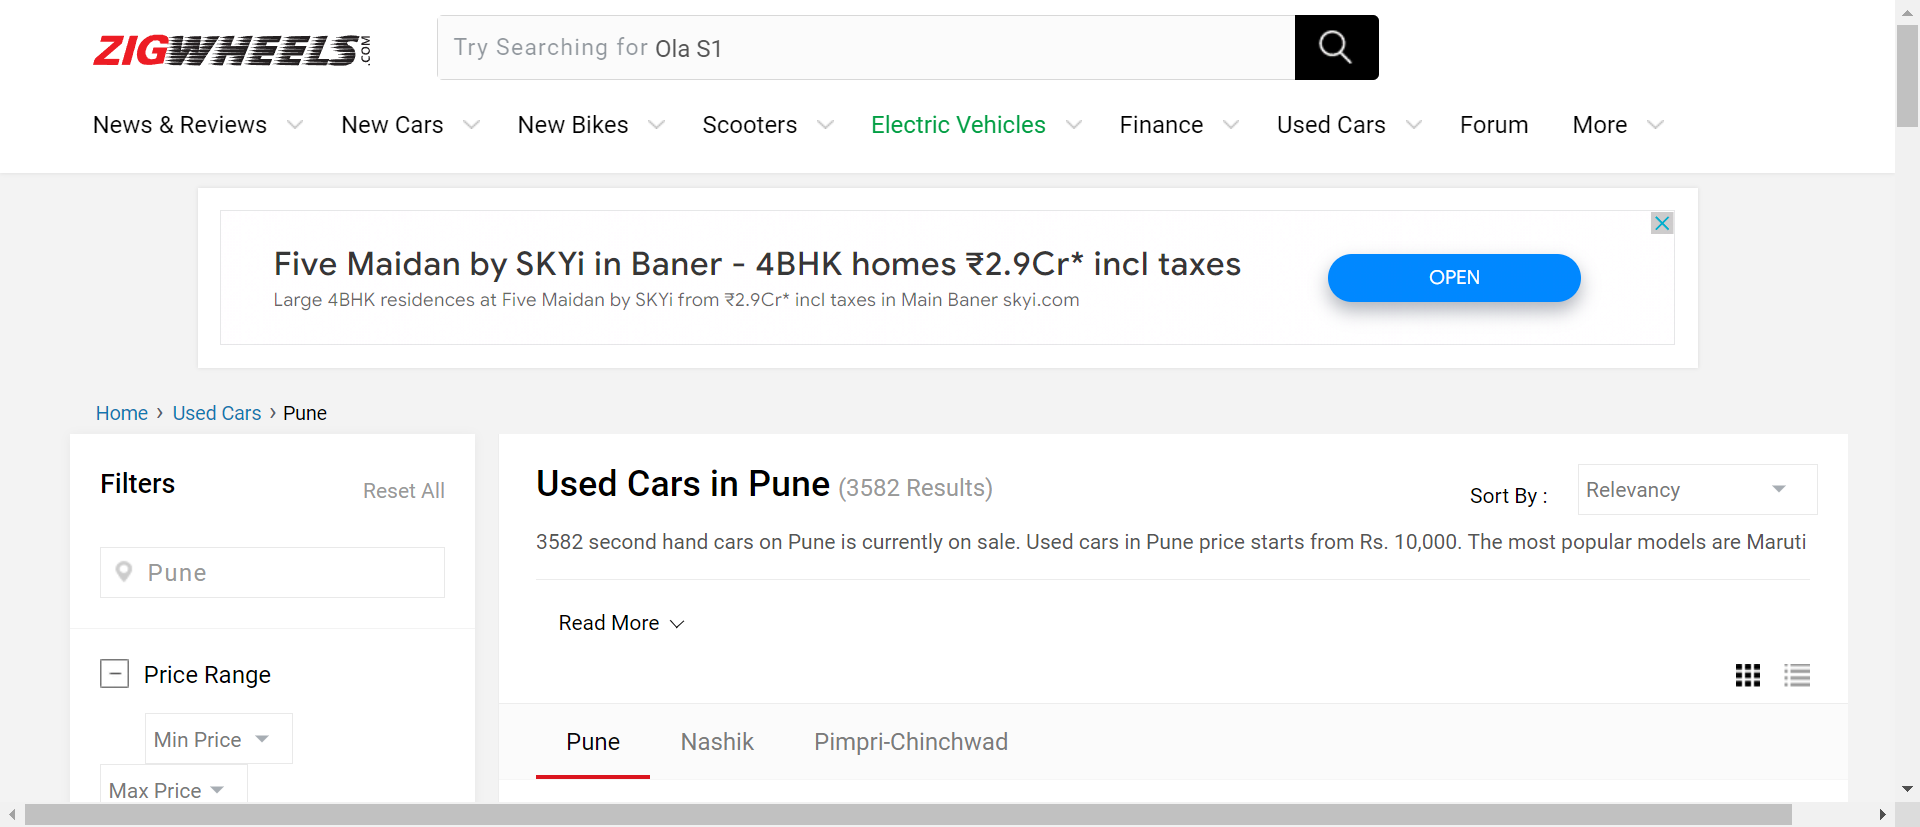 ZIGWHEELS.COM
Try Searching for Ola S1
News & Reviews New Cars New Bikes Scooters Electric Vehicles Finance Used Cars Forum More
Five Maidan by SKYi in Baner - 4BHK homes ₹2.9Cr* incl taxes
Large 4BHK residences at Five Maidan by SKYi from ₹2.9Cr* incl taxes in Main Baner skyi.com
OPEN
Home › Used Cars › Pune
Filters
Reset All
Pune
Price Range
Min Price
Max Price
Used Cars in Pune (3582 Results)
Sort By :
Relevancy
3582 second hand cars on Pune is currently on sale. Used cars in Pune price starts from Rs. 10,000. The most popular models are Maruti
Read More
Pune Nashik Pimpri-Chinchwad